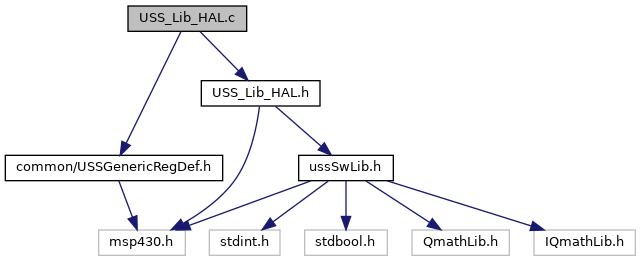 USS_Lib_HAL.c
USS_Lib_HAL.h
common/USSGenericRegDef.h
ussSwLib.h
msp430.h
stdint.h
stdbool.h
QmathLib.h
IQmathLib.h